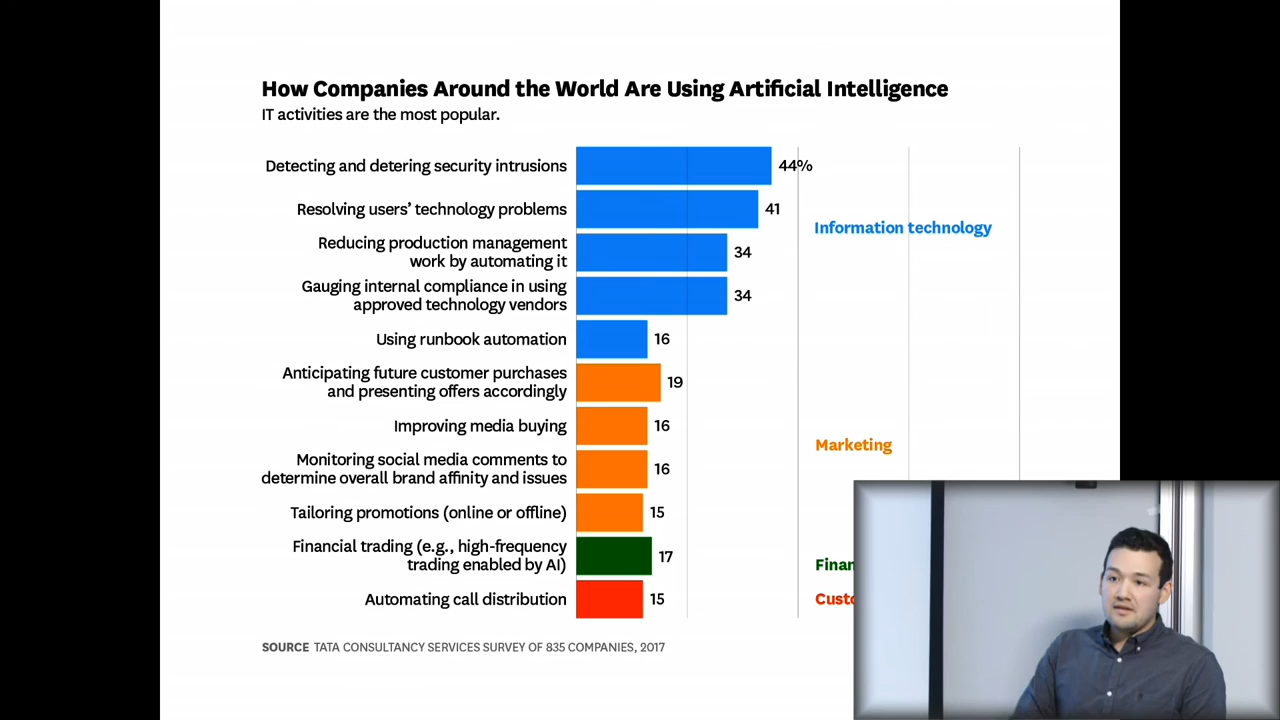 How Companies Around the World Are Using Artificial Intelligence
IT activities are the most popular.
Detecting and detering security intrusions 44%
Resolving users’ technology problems 41
Information technology
Reducing production management
work by automating it 34
Gauging internal compliance in using
approved technology vendors 34
Using runbook automation 16
Anticipating future customer purchases
and presenting offers accordingly 19
Improving media buying 16
Marketing
Monitoring social media comments to
determine overall brand affinity and issues 16
Tailoring promotions (online or offline) 15
Financial trading (e.g., high-frequency
trading enabled by AI) 17
Automating call distribution 15
SOURCE TATA CONSULTANCY SERVICES SURVEY OF 835 COMPANIES, 2017